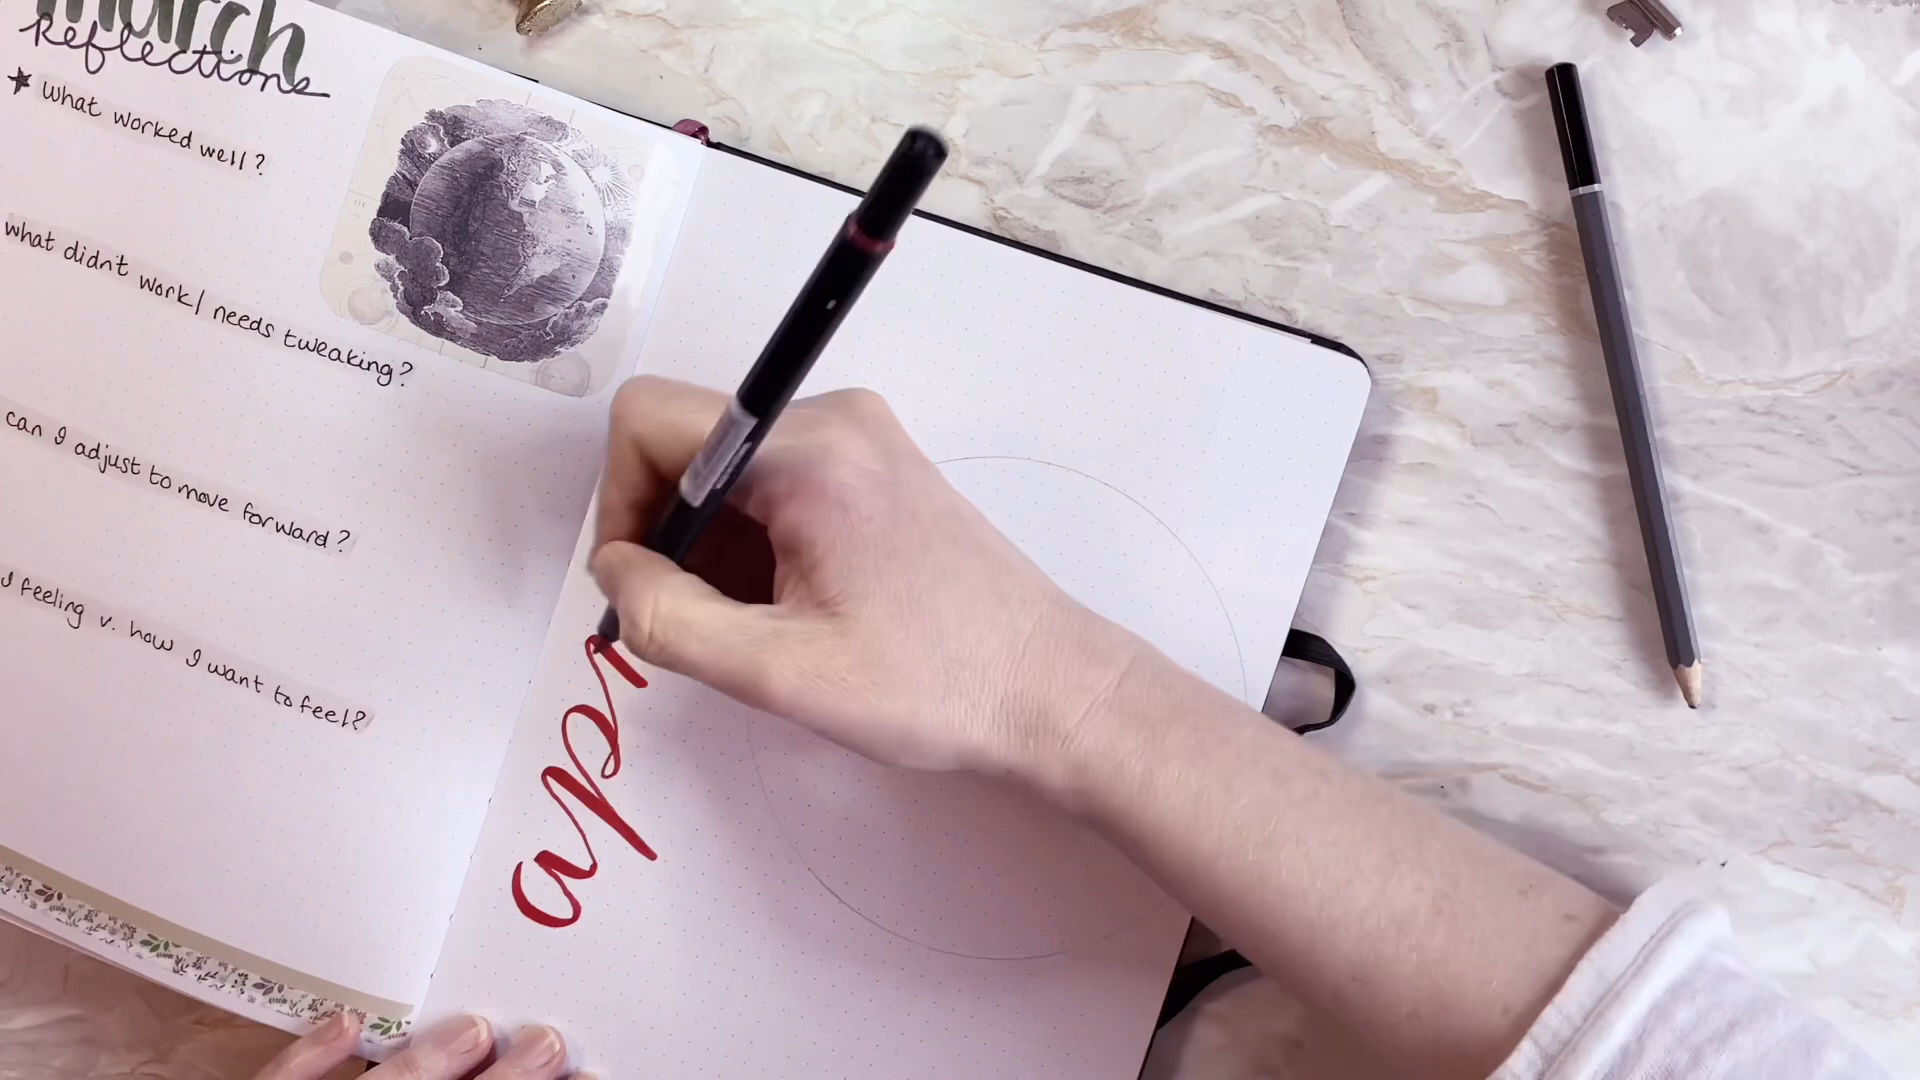 march
Reflections
★ What worked well?
what didn't work/ needs tweaking?
can I adjust to move forward?
I feeling v. how I want to feel?
apr